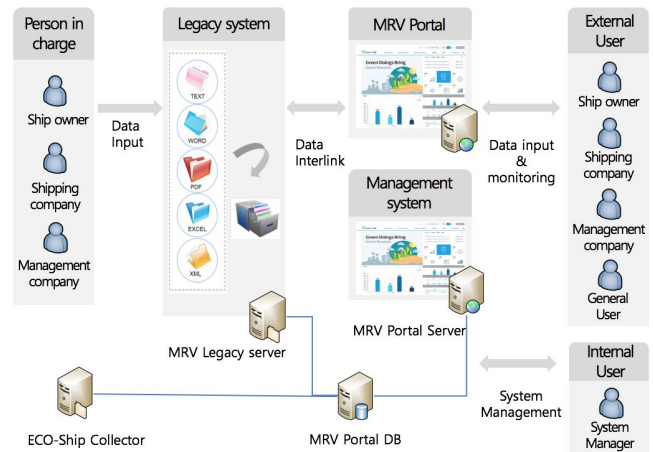 Person in
charge
Ship owner
Shipping
company
Management
company
Data
Input
Legacy system
TEXT
WORD
PDF
EXCEL
XML
MRV Legacy server
Data
Interlink
MRV Portal
Green Doings Bring
Green Rewards
Management
system
Green Doings Bring
MRV Portal Server
Data input
&
monitoring
External
User
Ship owner
Shipping
company
Management
company
General
User
System
Management
Internal
User
System
Manager
ECO-Ship Collector
MRV Portal DB